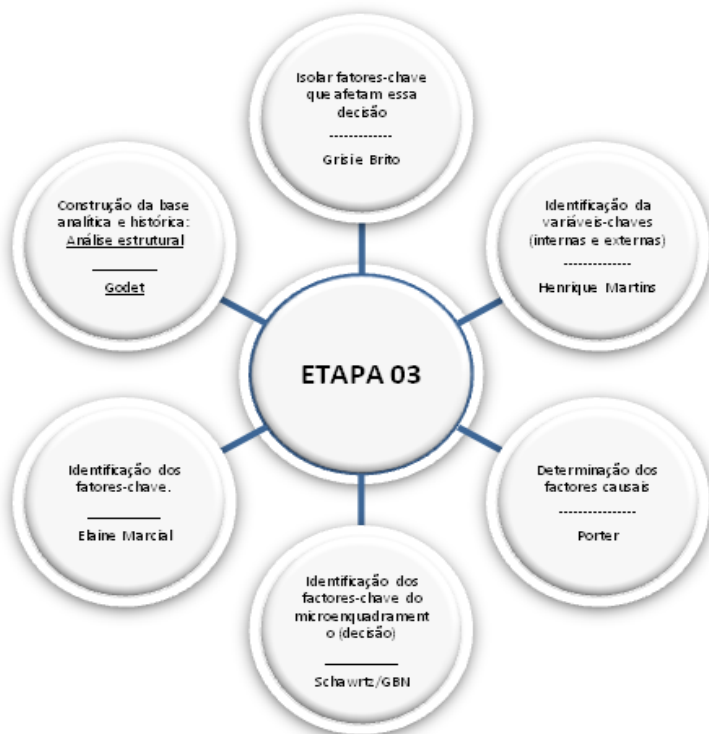 Isolar fatores-chave
que afetam essa
decisão
-------------
Grisi e Brito
Construção da base
analítica e histórica:
Análise estrutural
Godet
Identificação da
variáveis-chaves
(internas e externas)
--------------
Henrique Martins
ETAPA 03
Identificação dos
fatores-chave.
Elaine Marcial
Determinação dos
factores causais
----------------
Porter
Identificação dos
factores-chave do
microenquadrament
o (decisão)
Schawrtz/GBN